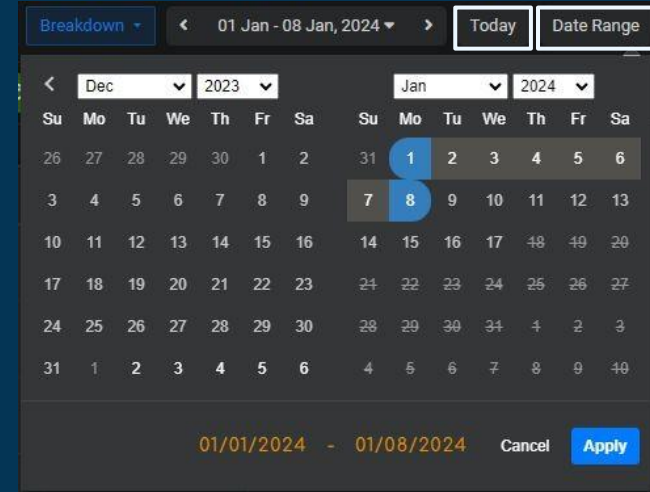 Breakdown 01 Jan - 08 Jan, 2024 Today Date Range
Dec 2023 Jan 2024
Su Mo Tu We Th Fr Sa Su Mo Tu We Th Fr Sa
26 27 28 29 30 1 2 31 1 2 3 4 5 6
3 4 5 6 7 8 9 7 8 9 10 11 12 13
10 11 12 13 14 15 16 14 15 16 17 18 19 20
17 18 19 20 21 22 23 21 22 23 24 25 26 27
24 25 26 27 28 29 30 28 29 30 31 1 2 3
31 1 2 3 4 5 6 4 5 6 7 8 9 10
01/01/2024 - 01/08/2024 Cancel Apply